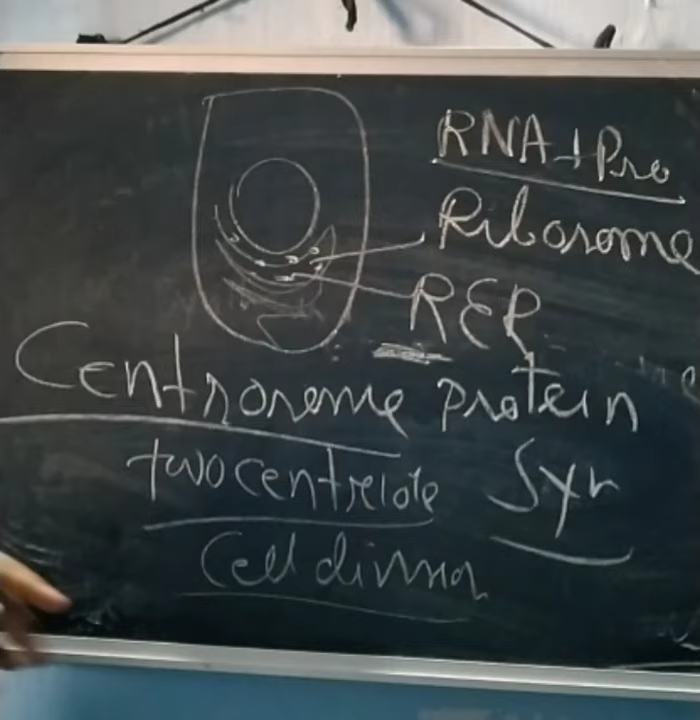 RNA + Pro
Ribosome
RER
Centrosome protein
two centriole Syn
Cell division